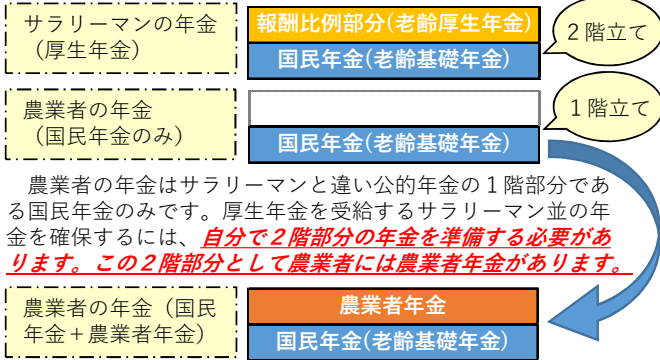 サラリーマンの年金
（厚生年金）
報酬比例部分(老齢厚生年金)
国民年金(老齢基礎年金)
２階立て
農業者の年金
（国民年金のみ）
国民年金(老齢基礎年金)
１階立て
農業者の年金はサラリーマンと違い公的年金の１階部分であ
る国民年金のみです。厚生年金を受給するサラリーマン並の年
金を確保するには、自分で２階部分の年金を準備する必要があ
ります。この２階部分として農業者には農業者年金があります。
農業者の年金（国民
年金＋農業者年金）
農業者年金
国民年金(老齢基礎年金)